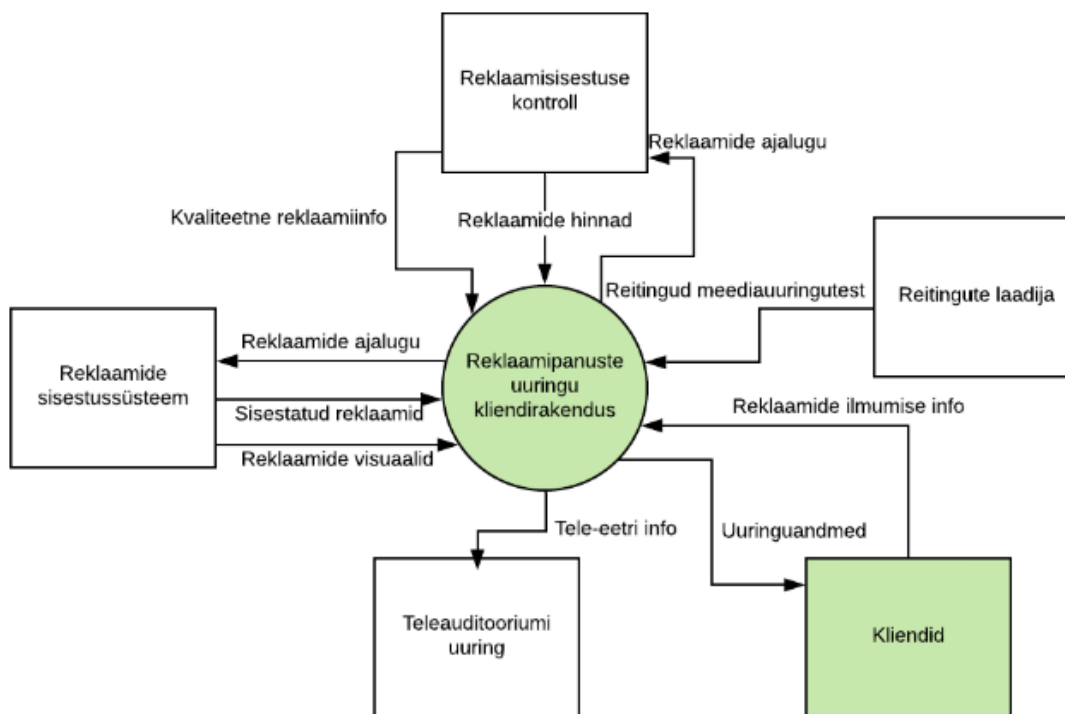 Reklaamisisestuse
kontroll
Reklaamide ajalugu
Kvaliteetne reklaamiinfo
Reklaamide hinnad
Reitingud meediauuringutest
Reitingute laadija
Reklaamide ajalugu
Reklaamide
sisestussüsteem
Sisestatud reklaamid
Reklaamide visuaalid
Reklaamipanuste
uuringu
kliendirakendus
Reklaamide ilmumise info
Tele-eetri info
Uuringuandmed
Teleauditooriumi
uuring
Kliendid